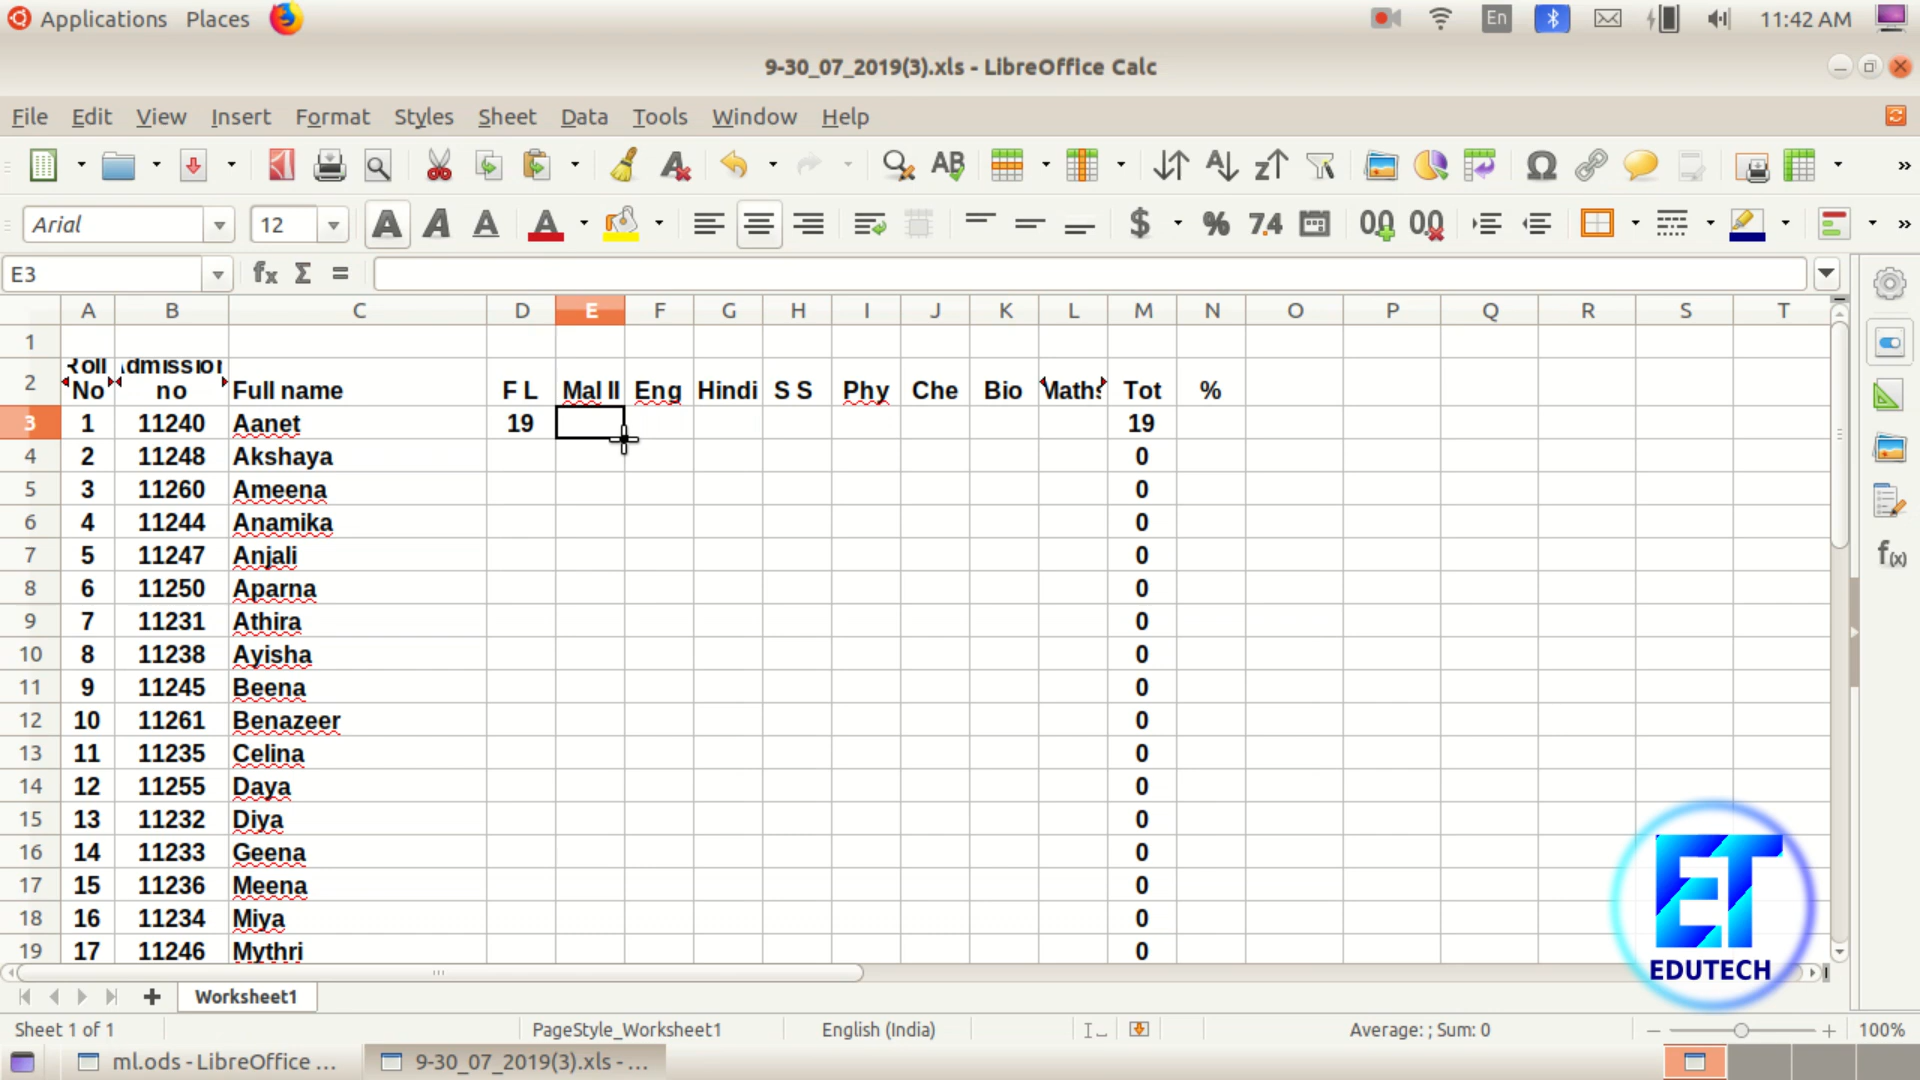 Applications Places En 11:42 AM
9-30_07_2019(3).xls - LibreOffice Calc
File Edit View Insert Format Styles Sheet Data Tools Window Help
Arial 12
E3
A B C D E F G H I J K L M N O P Q R S T
1
2 Roll No Admission no Full name F L Mal II Eng Hindi S S Phy Che Bio Maths Tot %
3 1 11240 Aanet 19 19
4 2 11248 Akshaya 0
5 3 11260 Ameena 0
6 4 11244 Anamika 0
7 5 11247 Anjali 0
8 6 11250 Aparna 0
9 7 11231 Athira 0
10 8 11238 Ayisha 0
11 9 11245 Beena 0
12 10 11261 Benazeer 0
13 11 11235 Celina 0
14 12 11255 Daya 0
15 13 11232 Diya 0
16 14 11233 Geena 0
17 15 11236 Meena 0
18 16 11234 Miya 0
19 17 11246 Mythri 0
ET
EDUTECH
Worksheet1
Sheet 1 of 1 PageStyle_Worksheet1 English (India) Average: ; Sum: 0 100%
ml.ods - LibreOffice ... 9-30_07_2019(3).xls - ...